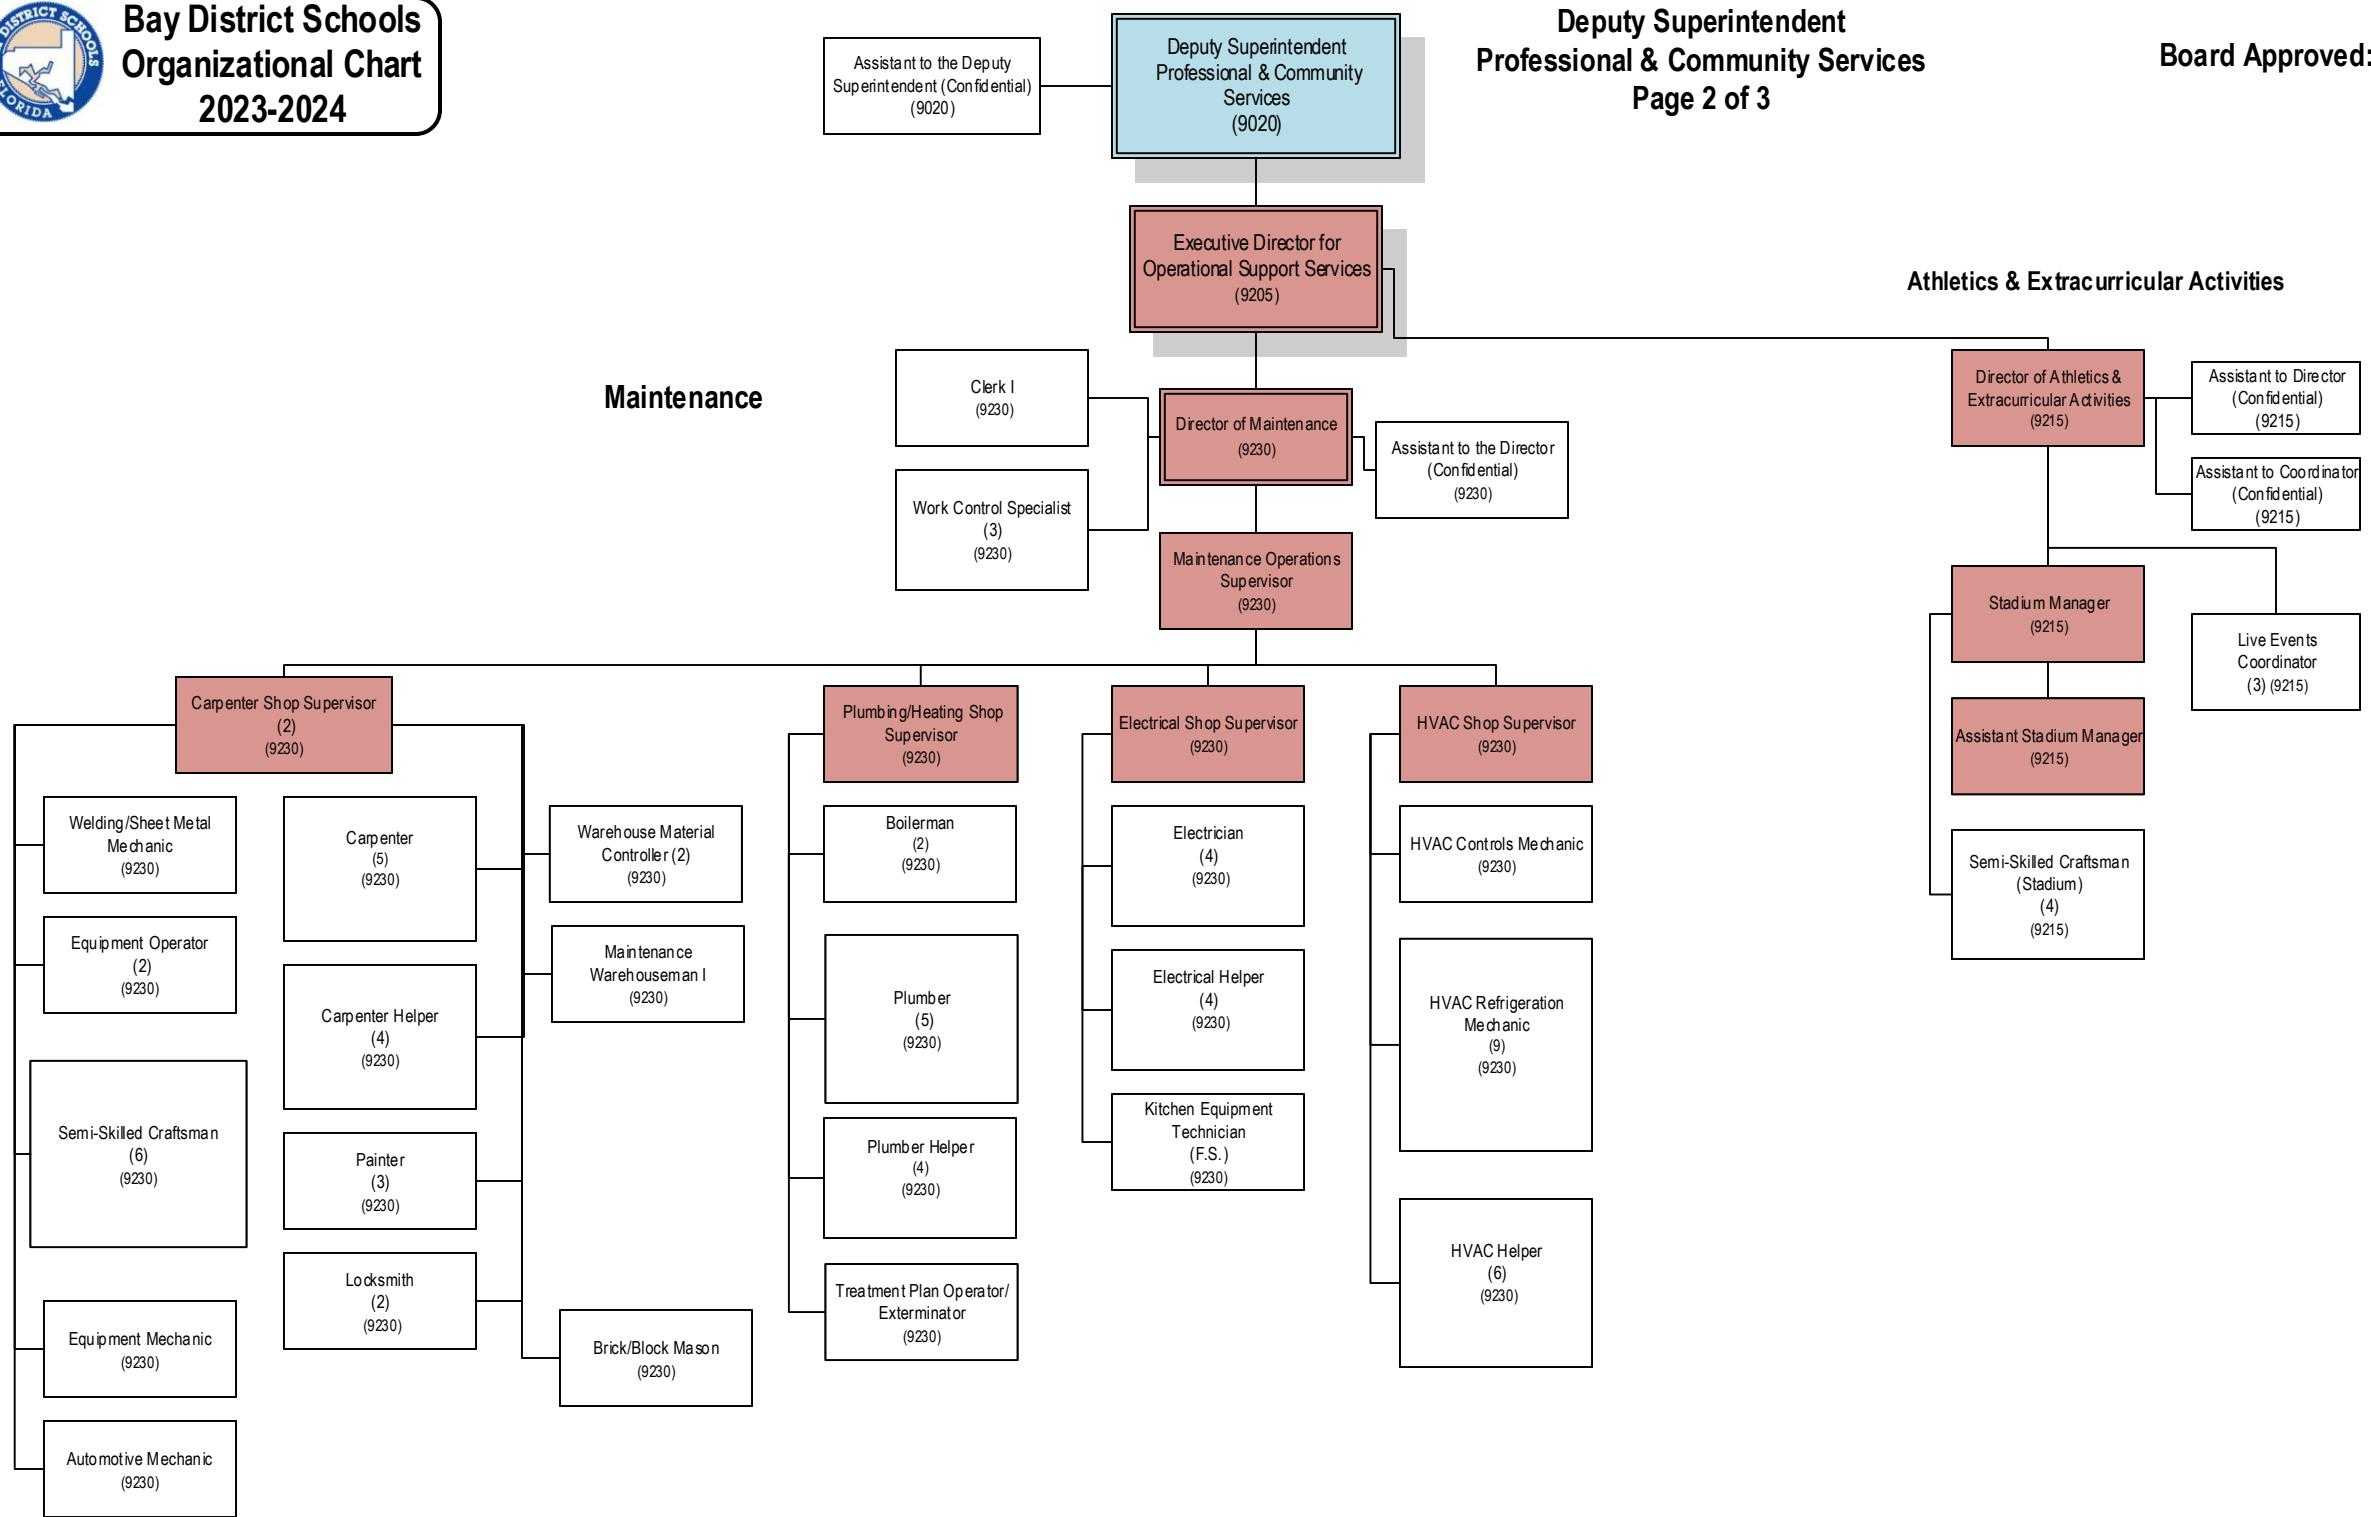 DISTRICT SCHOOLS
FLORIDA
Bay District Schools
Organizational Chart
2023-2024
Assistant to the Deputy
Superintendent (Confidential)
(9020)
Deputy Superintendent
Professional & Community
Services
(9020)
Deputy Superintendent
Professional & Community Services
Page 2 of 3
Board Approved:
Executive Director for
Operational Support Services
(9205)
Athletics & Extracurricular Activities
Maintenance
Clerk I
(9230)
Work Control Specialist
(3)
(9230)
Director of Maintenance
(9230)
Assistant to the Director
(Confidential)
(9230)
Maintenance Operations
Supervisor
(9230)
Director of Athletics &
Extracurricular Activities
(9215)
Assistant to Director
(Confidential)
(9215)
Assistant to Coordinator
(Confidential)
(9215)
Stadium Manager
(9215)
Live Events
Coordinator
(3) (9215)
Assistant Stadium Manager
(9215)
Semi-Skilled Craftsman
(Stadium)
(4)
(9215)
Carpenter Shop Supervisor
(2)
(9230)
Welding/Sheet Metal
Mechanic
(9230)
Equipment Operator
(2)
(9230)
Semi-Skilled Craftsman
(6)
(9230)
Equipment Mechanic
(9230)
Automotive Mechanic
(9230)
Carpenter
(5)
(9230)
Carpenter Helper
(4)
(9230)
Painter
(3)
(9230)
Locksmith
(2)
(9230)
Warehouse Material
Controller (2)
(9230)
Maintenance
Warehouseman I
(9230)
Brick/Block Mason
(9230)
Plumbing/Heating Shop
Supervisor
(9230)
Boilerman
(2)
(9230)
Plumber
(5)
(9230)
Plumber Helper
(4)
(9230)
Treatment Plan Operator/
Exterminator
(9230)
Electrical Shop Supervisor
(9230)
Electrician
(4)
(9230)
Electrical Helper
(4)
(9230)
Kitchen Equipment
Technician
(F.S.)
(9230)
HVAC Shop Supervisor
(9230)
HVAC Controls Mechanic
(9230)
HVAC Refrigeration
Mechanic
(9)
(9230)
HVAC Helper
(6)
(9230)